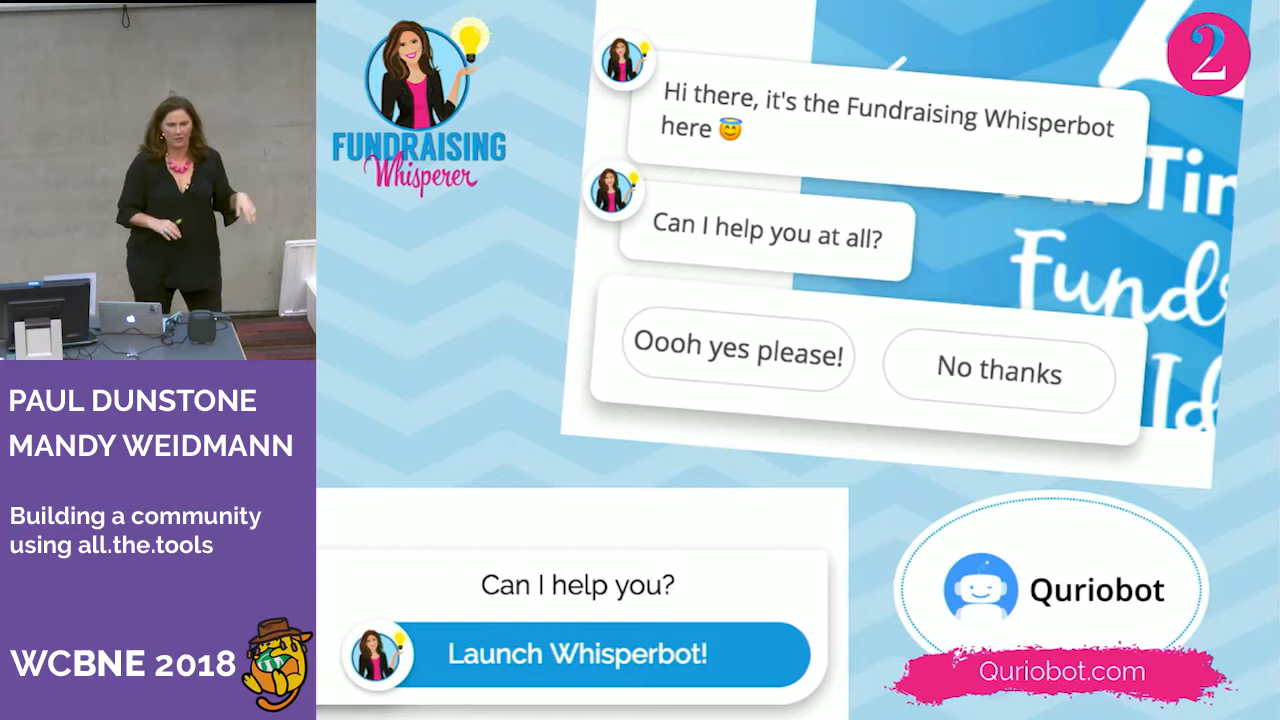 FUNDRAISING
Whisperer
2
Hi there, it's the Fundraising Whisperbot
here 😇
Can I help you at all?
Oooh yes please!
No thanks
Can I help you?
Launch Whisperbot!
Quriobot
Quriobot.com
PAUL DUNSTONE
MANDY WEIDMANN
Building a community
using all.the.tools
WCBNE 2018